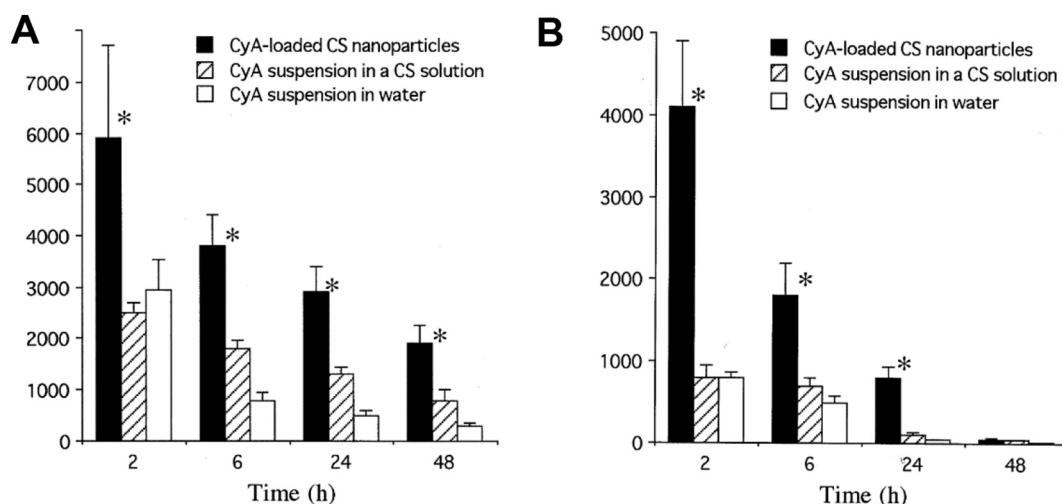 A
CyA-loaded CS nanoparticles
CyA suspension in a CS solution
CyA suspension in water
7000
6000
5000
4000
3000
2000
1000
0
*
*
*
*
2 6 24 48
Time (h)
B
CyA-loaded CS nanoparticles
CyA suspension in a CS solution
CyA suspension in water
5000
4000
3000
2000
1000
0
*
*
*
2 6 24 48
Time (h)